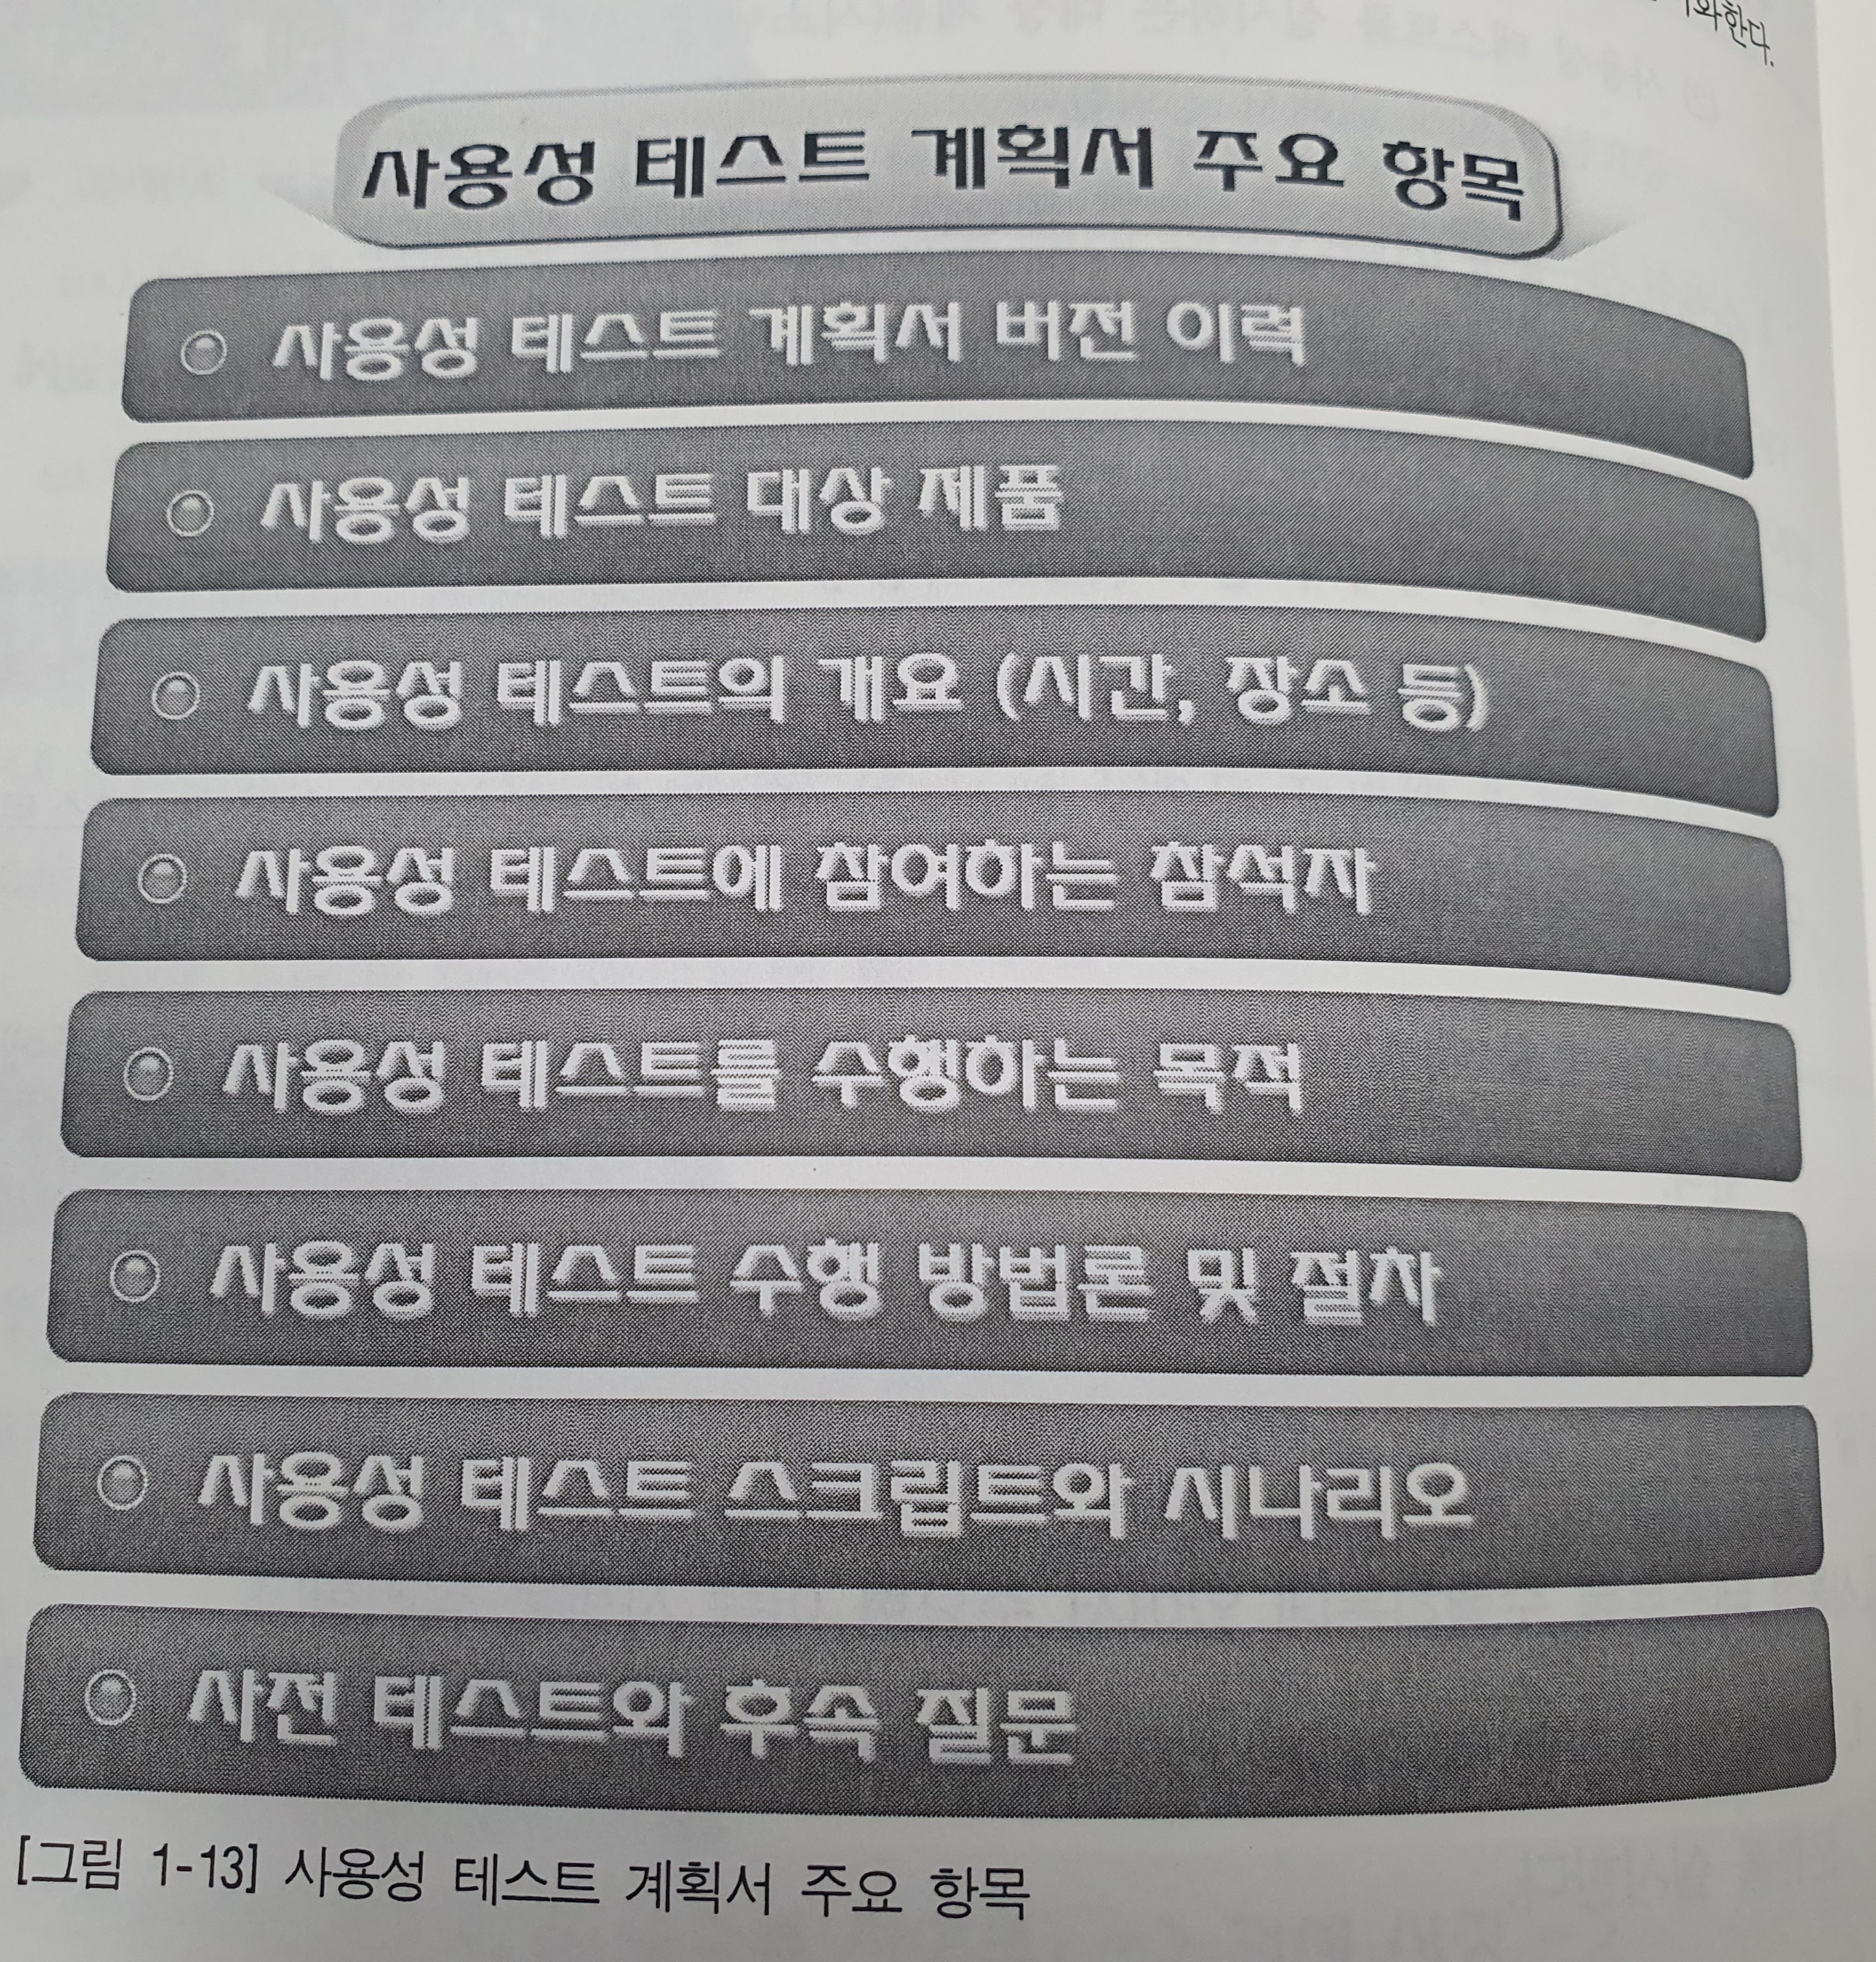 사용성 테스트 계획서 주요 항목
사용성 테스트 계획서 버전 이력
사용성 테스트 대상 제품
사용성 테스트의 개요 (시간, 장소 등)
사용성 테스트에 참여하는 참석자
사용성 테스트를 수행하는 목적
사용성 테스트 수행 방법론 및 절차
사용성 테스트 스크립트와 시나리오
사전 테스트와 후속 질문
[그림 1-13] 사용성 테스트 계획서 주요 항목